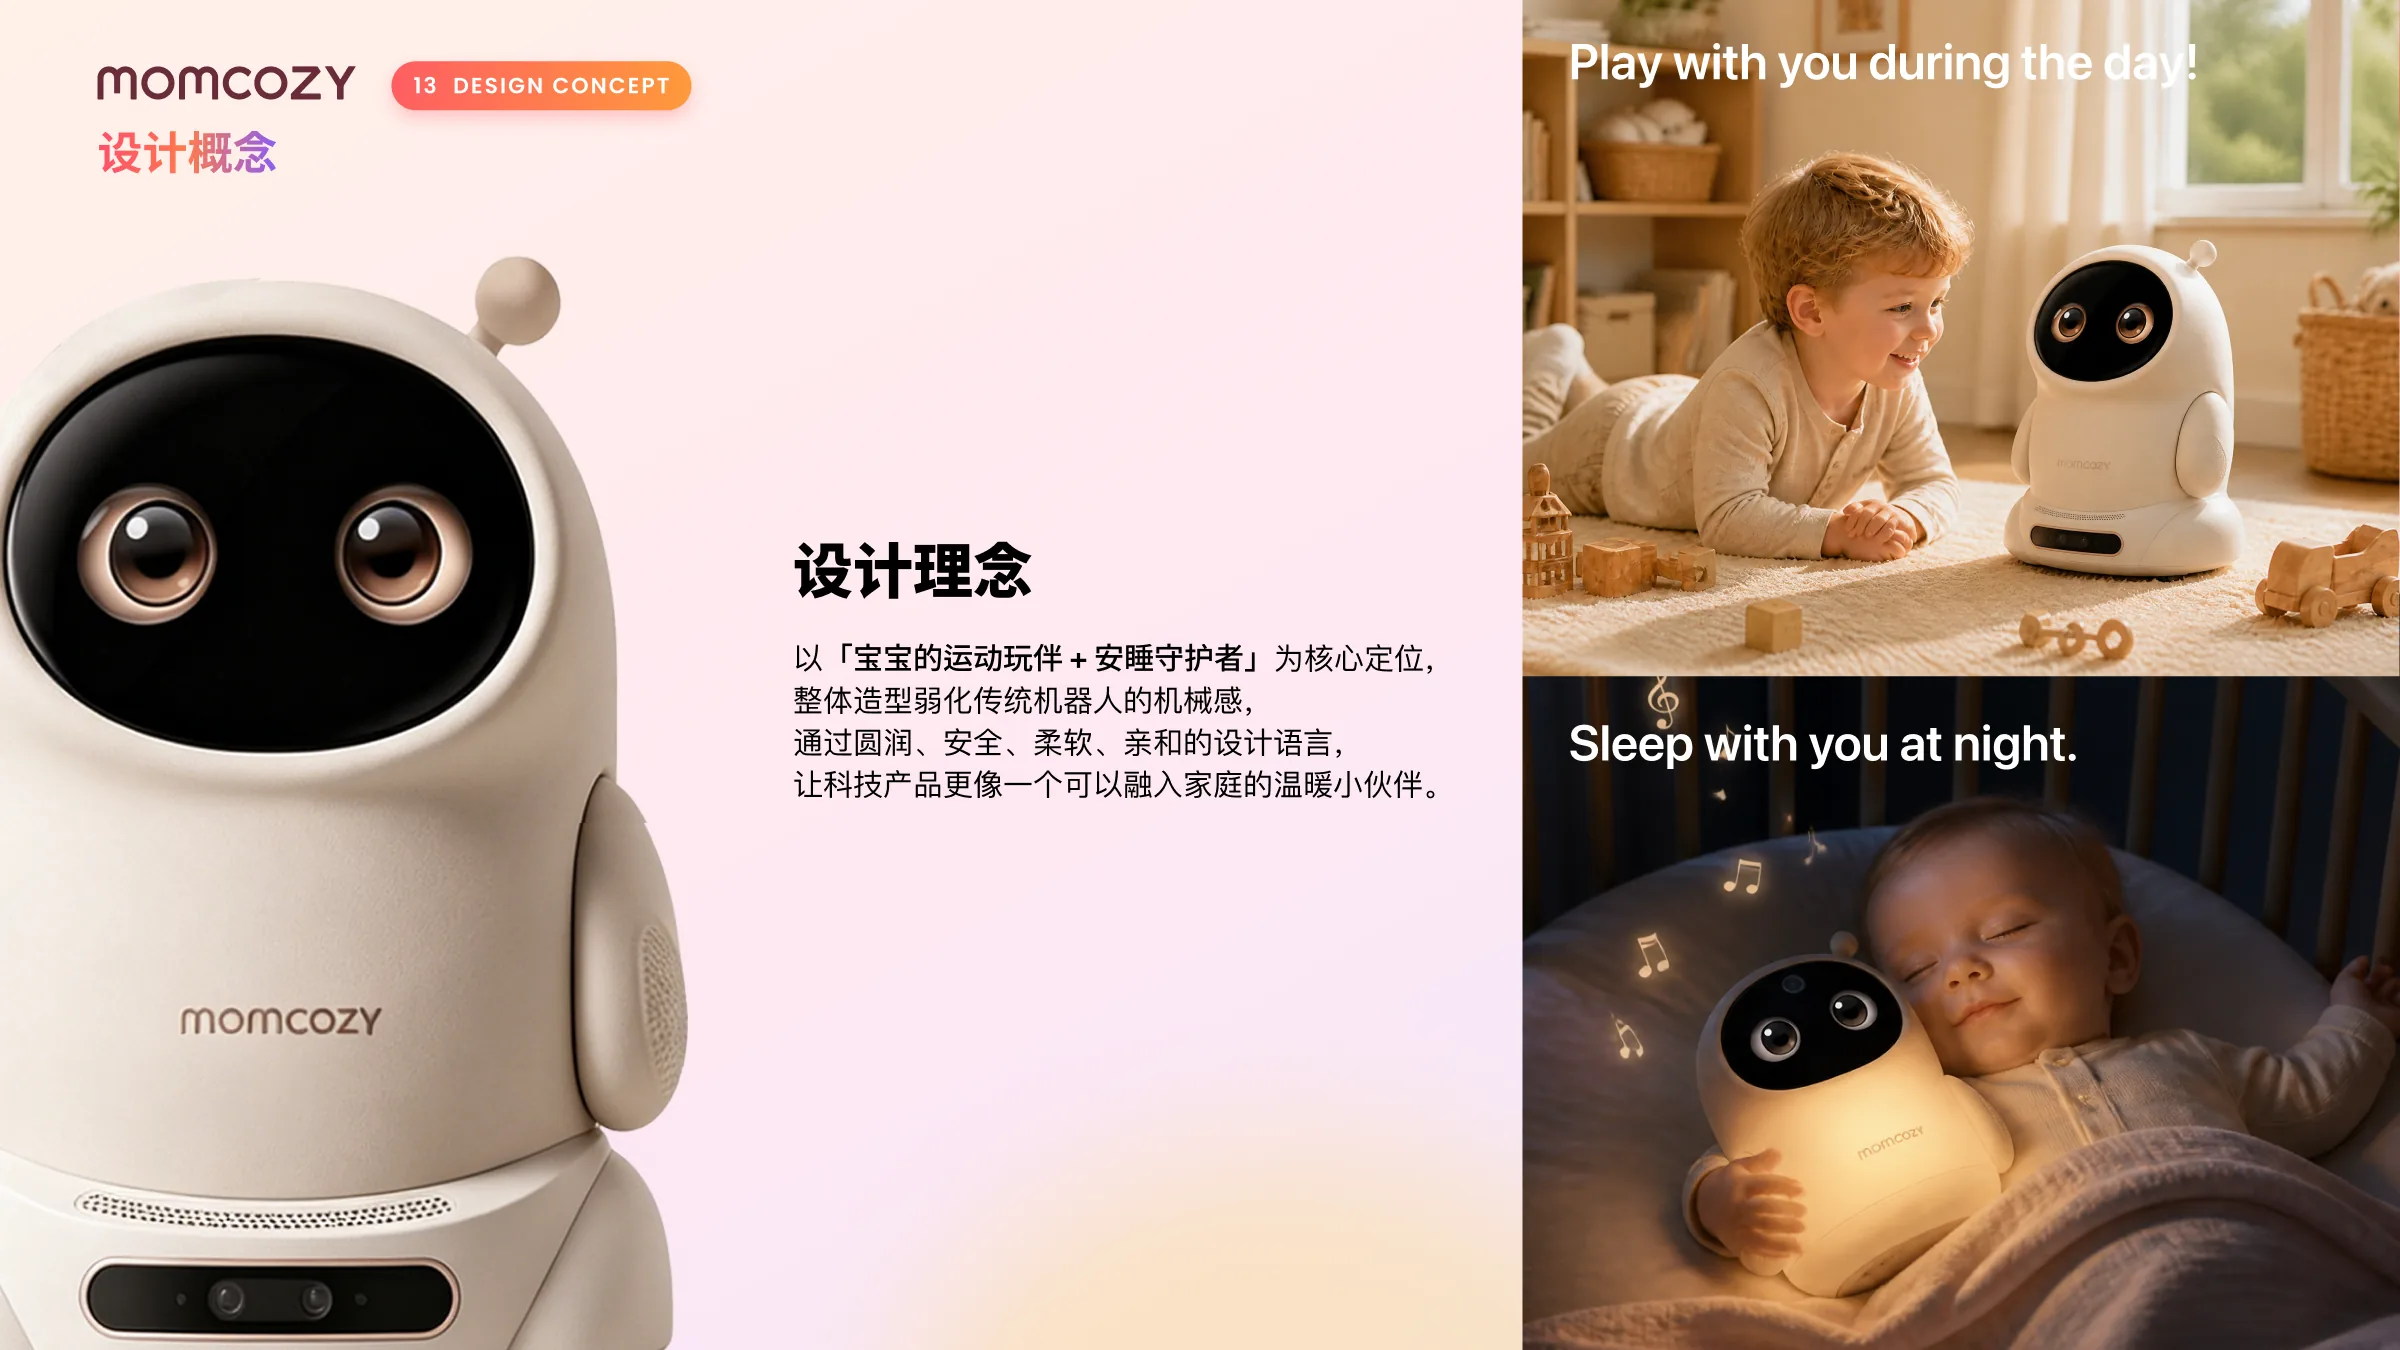 momcozy
13 DESIGN CONCEPT
设计概念
momcozy
设计理念
以「宝宝的运动玩伴 + 安睡守护者」为核心定位，
整体造型弱化传统机器人的机械感，
通过圆润、安全、柔软、亲和的设计语言，
让科技产品更像一个可以融入家庭的温暖小伙伴。
Play with you during the day!
momcozy
Sleep with you at night.
momcozy